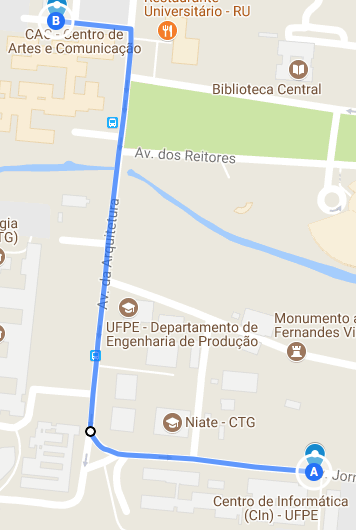 Restaurante
Universitário - RU
B
CAC - Centro de
Artes e Comunicação
Biblioteca Central
Av. dos Reitores
Av. da Arquitetura
gia
TG)
UFPE - Departamento de
Engenharia de Produção
Monumento a
Fernandes Vi
Niate - CTG
A
Jorn
Centro de Informática
(CIn) - UFPE